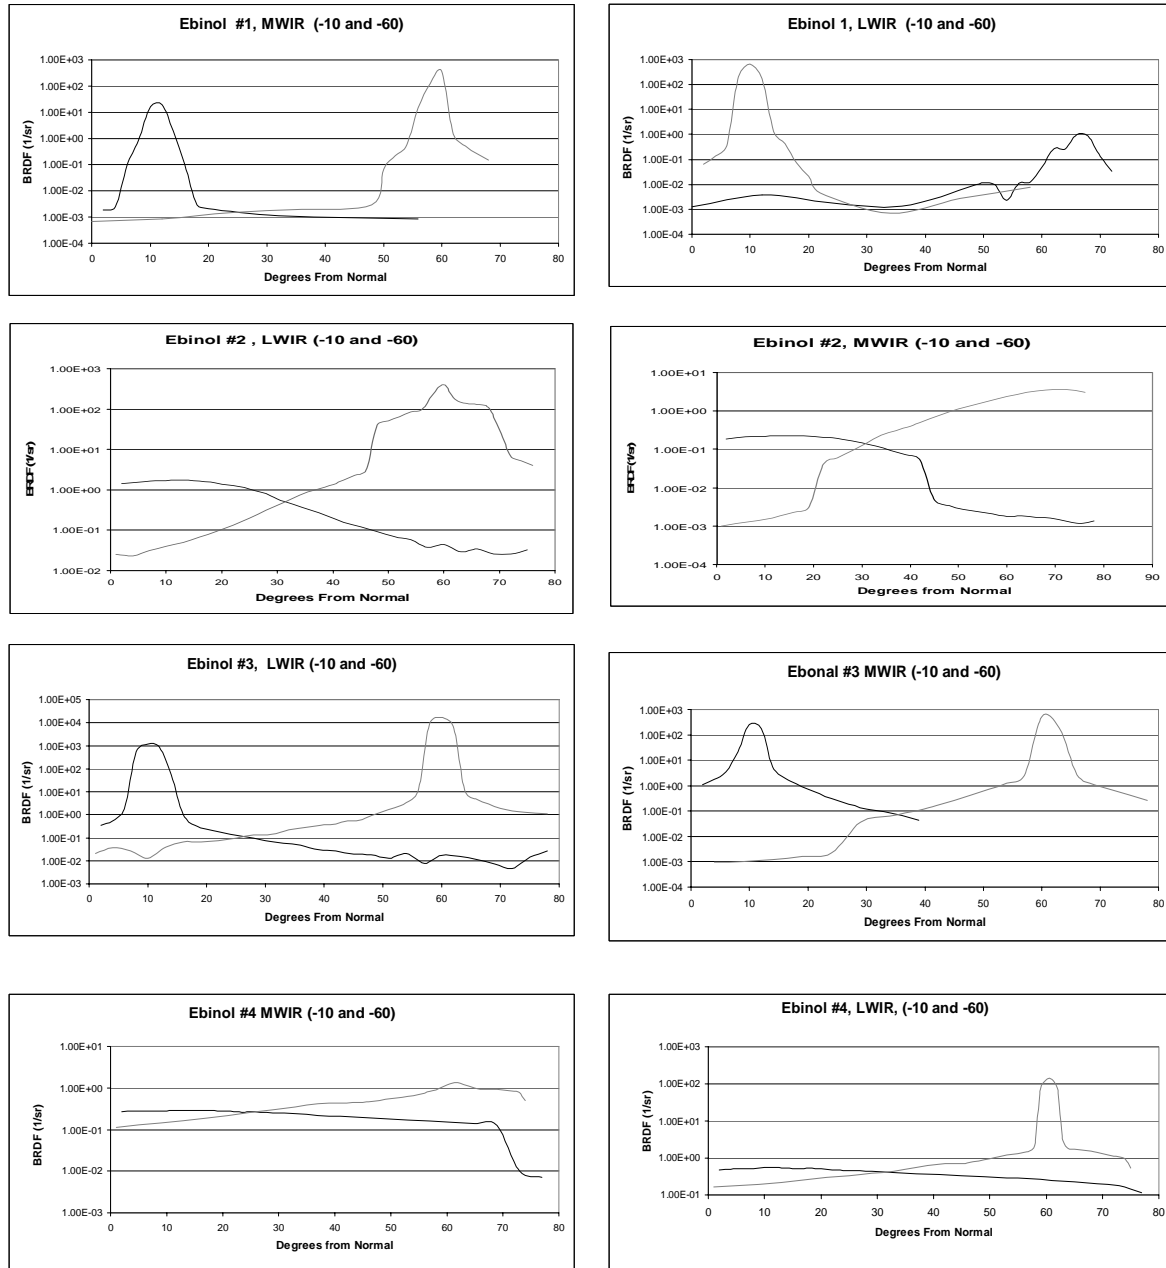 Ebinol #1, MWIR (-10 and -60)
BRDF (1/sr)
1.00E+03
1.00E+02
1.00E+01
1.00E+00
1.00E-01
1.00E-02
1.00E-03
1.00E-04
0 10 20 30 40 50 60 70 80
Degrees From Normal
Ebinol 1, LWIR (-10 and -60)
BRDF (1/sr)
1.00E+03
1.00E+02
1.00E+01
1.00E+00
1.00E-01
1.00E-02
1.00E-03
1.00E-04
0 10 20 30 40 50 60 70 80
Degrees From Normal
Ebinol #2 , LWIR (-10 and -60)
BRDF(1/sr)
1.00E+03
1.00E+02
1.00E+01
1.00E+00
1.00E-01
1.00E-02
0 10 20 30 40 50 60 70 80
Degrees From Normal
Ebinol #2, MWIR (-10 and -60)
BRDF(1/sr)
1.00E+01
1.00E+00
1.00E-01
1.00E-02
1.00E-03
1.00E-04
0 10 20 30 40 50 60 70 80 90
Degrees from Normal
Ebinol #3, LWIR (-10 and -60)
BRDF (1/sr)
1.00E+05
1.00E+04
1.00E+03
1.00E+02
1.00E+01
1.00E+00
1.00E-01
1.00E-02
1.00E-03
0 10 20 30 40 50 60 70 80
Degrees From Normal
Ebonal #3 MWIR (-10 and -60)
BRDF (1/sr)
1.00E+03
1.00E+02
1.00E+01
1.00E+00
1.00E-01
1.00E-02
1.00E-03
1.00E-04
0 10 20 30 40 50 60 70 80
Degrees From Normal
Ebinol #4 MWIR (-10 and -60)
BRDF (1/sr)
1.00E+01
1.00E+00
1.00E-01
1.00E-02
1.00E-03
0 10 20 30 40 50 60 70 80
Degrees from Normal
Ebinol #4, LWIR, (-10 and -60)
BRDF (1/sr)
1.00E+03
1.00E+02
1.00E+01
1.00E+00
1.00E-01
0 10 20 30 40 50 60 70 80
Degrees From Normal